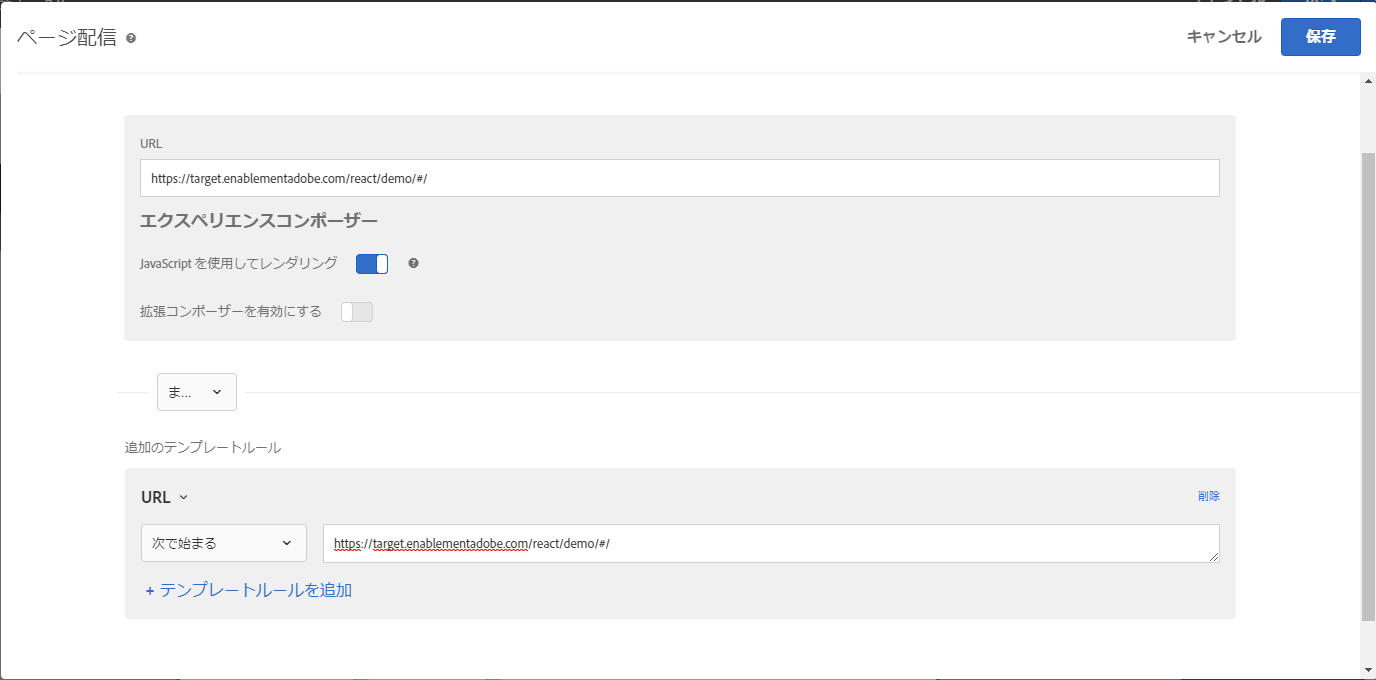 ページ配信
キャンセル
保存
URL
https://target.enablementadobe.com/react/demo/#/
エクスペリエンスコンポーザー
JavaScript を使用してレンダリング
拡張コンポーザーを有効にする
ま...
追加のテンプレートルール
URL
削除
次で始まる
https://target.enablementadobe.com/react/demo/#/
+ テンプレートルールを追加